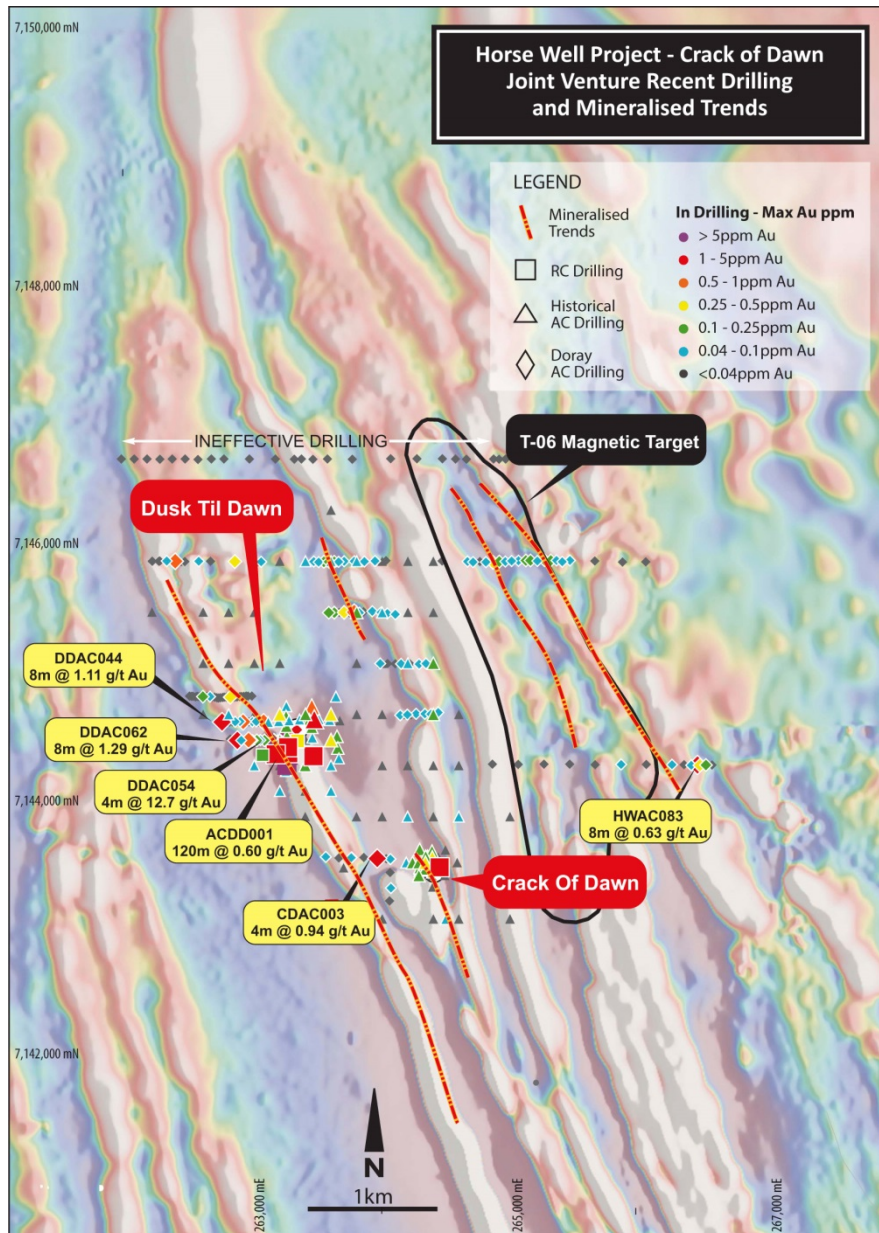 7,150,000 mN
Horse Well Project - Crack of Dawn
Joint Venture Recent Drilling
and Mineralised Trends
LEGEND
Mineralised
Trends
RC Drilling
Historical
AC Drilling
Doray
AC Drilling
In Drilling - Max Au ppm
> 5ppm Au
1 - 5ppm Au
0.5 - 1ppm Au
0.25 - 0.5ppm Au
0.1 - 0.25ppm Au
0.04 - 0.1ppm Au
<0.04ppm Au
7,148,000 mN
INEFFECTIVE DRILLING
T-06 Magnetic Target
Dusk Til Dawn
7,146,000 mN
DDAC044
8m @ 1.11 g/t Au
DDAC062
8m @ 1.29 g/t Au
DDAC054
4m @ 12.7 g/t Au
7,144,000 mN
ACDD001
120m @ 0.60 g/t Au
HWAC083
8m @ 0.63 g/t Au
Crack Of Dawn
CDAC003
4m @ 0.94 g/t Au
7,142,000 mN
N
1km
263,000 mE
265,000 mE
267,000 mE